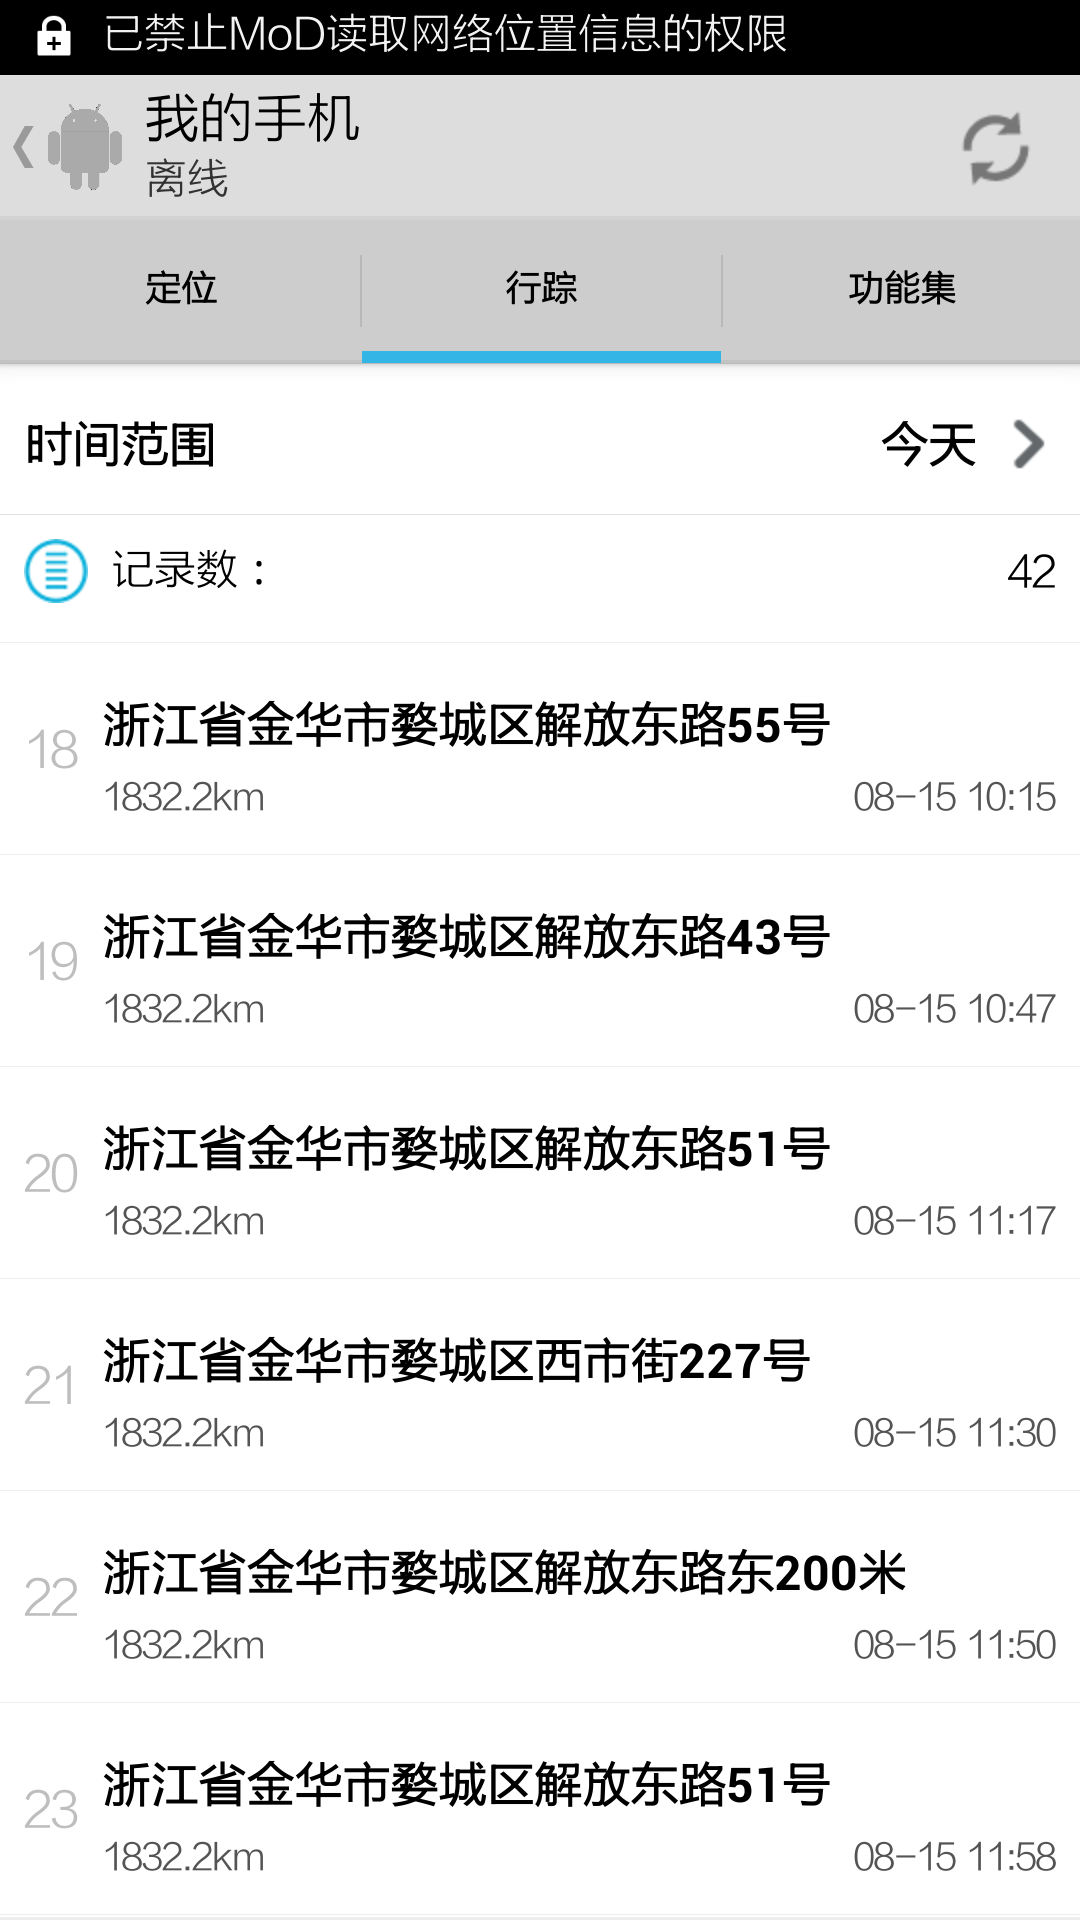 已禁止MoD读取网络位置信息的权限
我的手机
离线
定位 行踪 功能集
时间范围 今天
记录数： 42
18 浙江省金华市婺城区解放东路55号
1832.2km 08-15 10:15
19 浙江省金华市婺城区解放东路43号
1832.2km 08-15 10:47
20 浙江省金华市婺城区解放东路51号
1832.2km 08-15 11:17
21 浙江省金华市婺城区西市街227号
1832.2km 08-15 11:30
22 浙江省金华市婺城区解放东路东200米
1832.2km 08-15 11:50
23 浙江省金华市婺城区解放东路51号
1832.2km 08-15 11:58